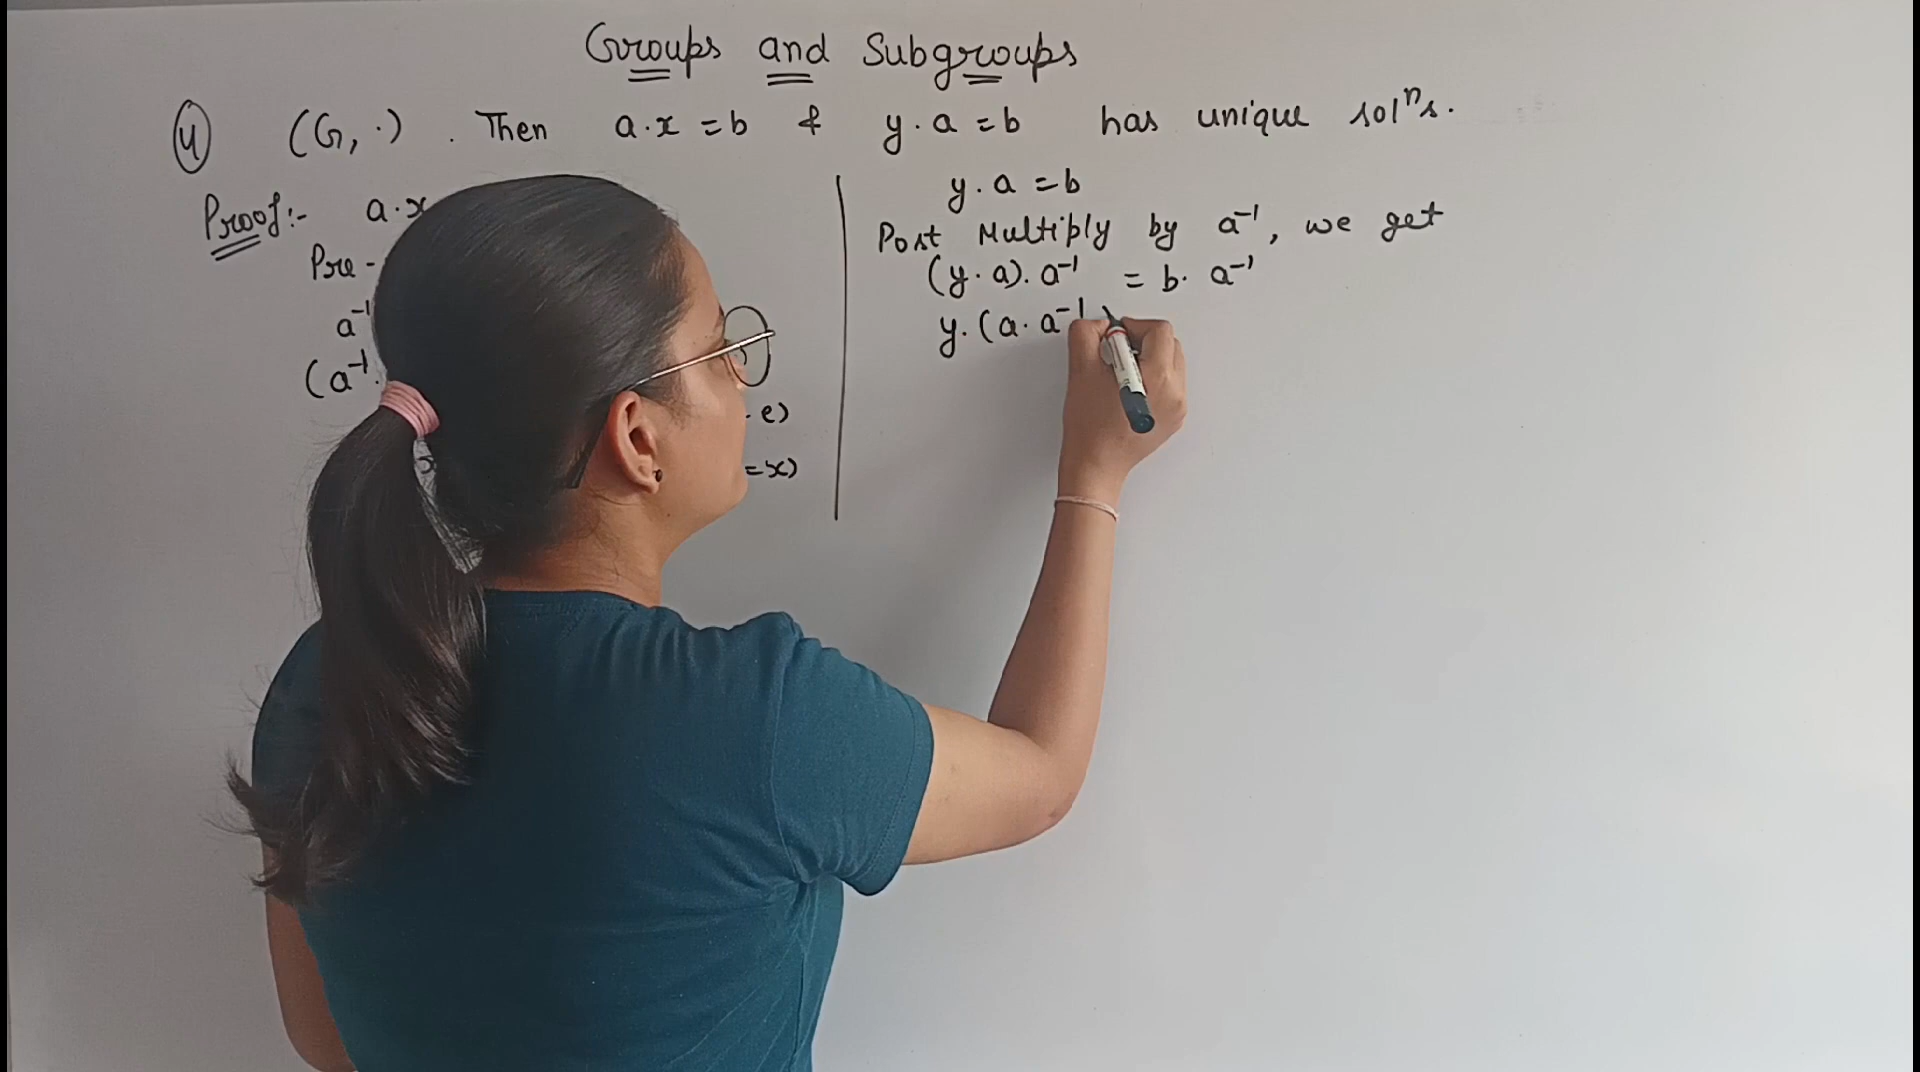 Groups and Subgroups
4 (G, ·). Then a·x = b & y·a = b has unique solⁿs.
Proof:- a·x
Pre-
a⁻¹
(a⁻¹.
e)
=x)
y·a = b
Post Multiply by a⁻¹, we get
(y·a)·a⁻¹ = b·a⁻¹
y·(a·a⁻¹)